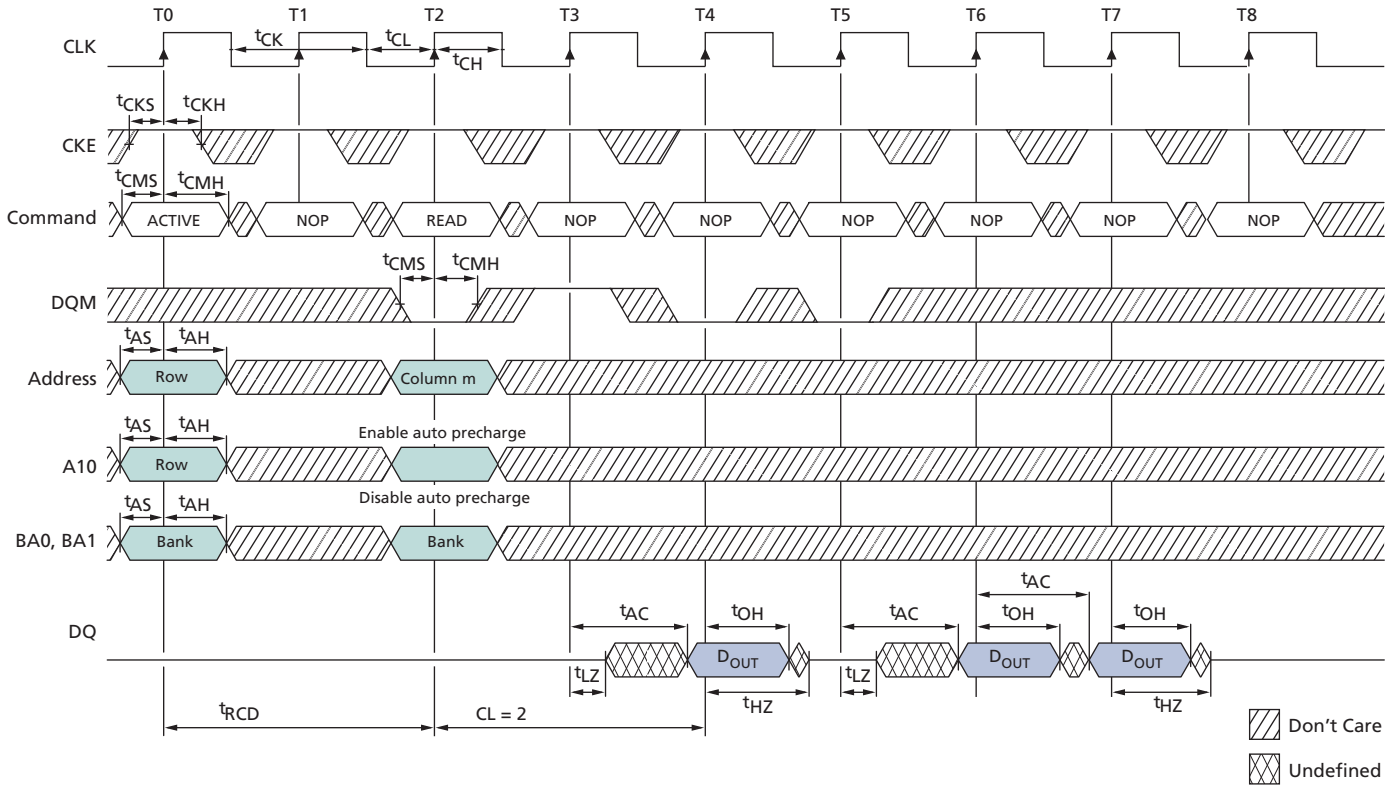 T0 T1 T2 T3 T4 T5 T6 T7 T8
CLK
tCK tCL
tCH
tCKS tCKH
CKE
tCMS tCMH
Command ACTIVE NOP READ NOP NOP NOP NOP NOP NOP
tCMS tCMH
DQM
tAS tAH
Address Row Column m
tAS tAH Enable auto precharge
A10 Row
Disable auto precharge
tAS tAH
BA0, BA1 Bank Bank
tAC
tAC tOH tAC tOH tOH
DQ
DOUT DOUT DOUT
tLZ tLZ
tHZ tHZ
tRCD CL = 2
Don't Care
Undefined